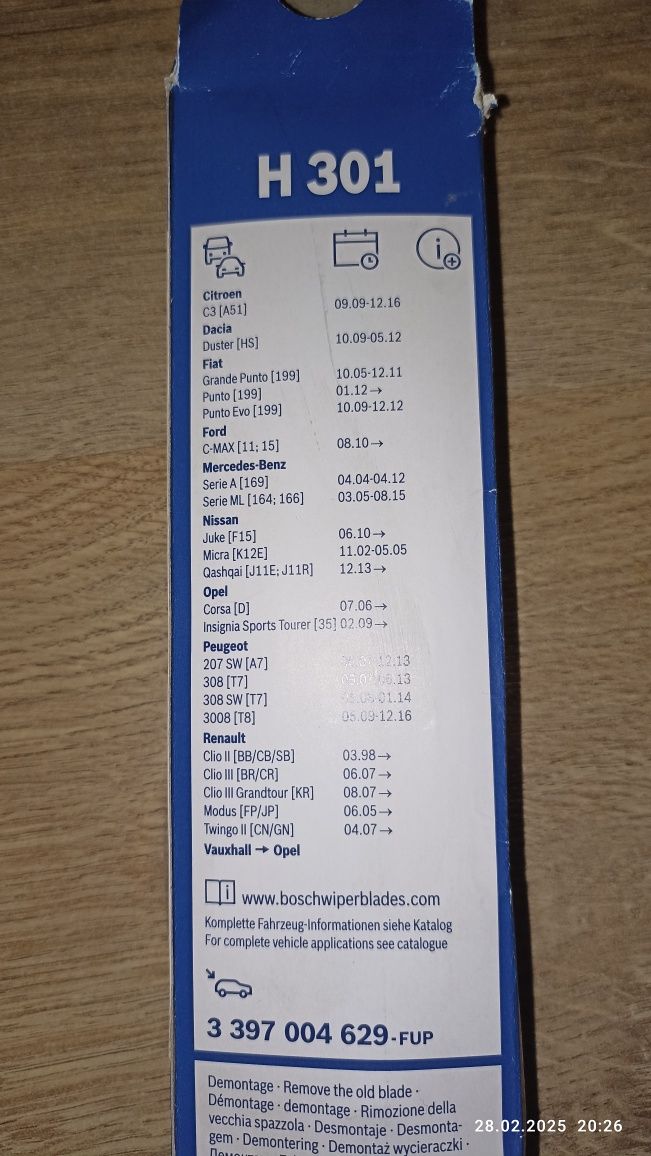 H 301
Citroen
C3 [A51] 09.09-12.16
Dacia
Duster [HS] 10.09-05.12
Fiat
Grande Punto [199] 10.05-12.11
Punto [199] 01.12→
Punto Evo [199] 10.09-12.12
Ford
C-MAX [11; 15] 08.10→
Mercedes-Benz
Serie A [169] 04.04-04.12
Serie ML [164; 166] 03.05-08.15
Nissan
Juke [F15] 06.10→
Micra [K12E] 11.02-05.05
Qashqai [J11E; J11R] 12.13→
Opel
Corsa [D] 07.06→
Insignia Sports Tourer [35] 02.09→
Peugeot
207 SW [A7]
308 [T7]
308 SW [T7]
3008 [T8] 05.09-12.16
Renault
Clio II [BB/CB/SB] 03.98→
Clio III [BR/CR] 06.07→
Clio III Grandtour [KR] 08.07→
Modus [FP/JP] 06.05→
Twingo II [CN/GN] 04.07→
Vauxhall → Opel
www.boschwiperblades.com
Komplette Fahrzeug-Informationen siehe Katalog
For complete vehicle applications see catalogue
3 397 004 629-FUP
Demontage · Remove the old blade ·
Démontage · demontage · Rimozione della
vecchia spazzola · Desmontaje · Desmonta-
gem · Demontering · Demontaż wycieraczki ·
28.02.2025 20:26